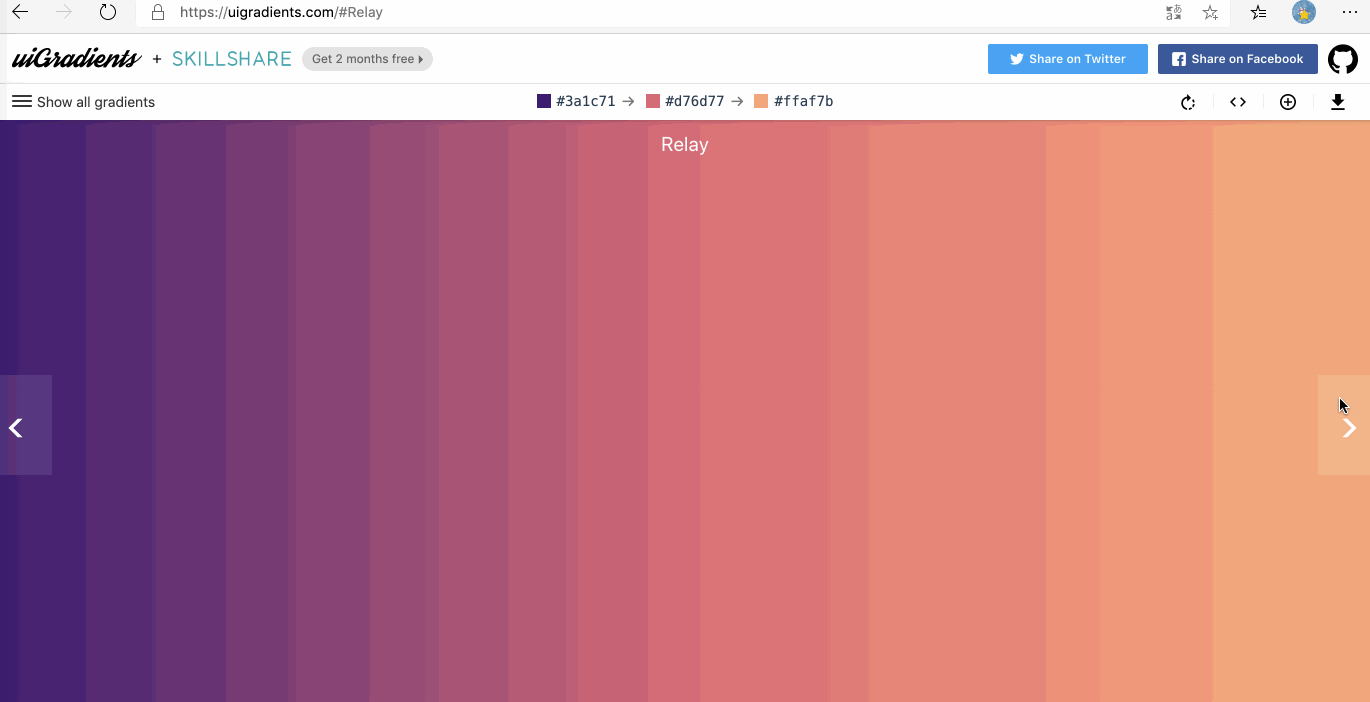 https://uigradients.com/#Relay
uiGradients + SKILLSHARE Get 2 months free Share on Twitter Share on Facebook
Show all gradients #3a1c71 → #d76d77 → #ffaf7b
Relay